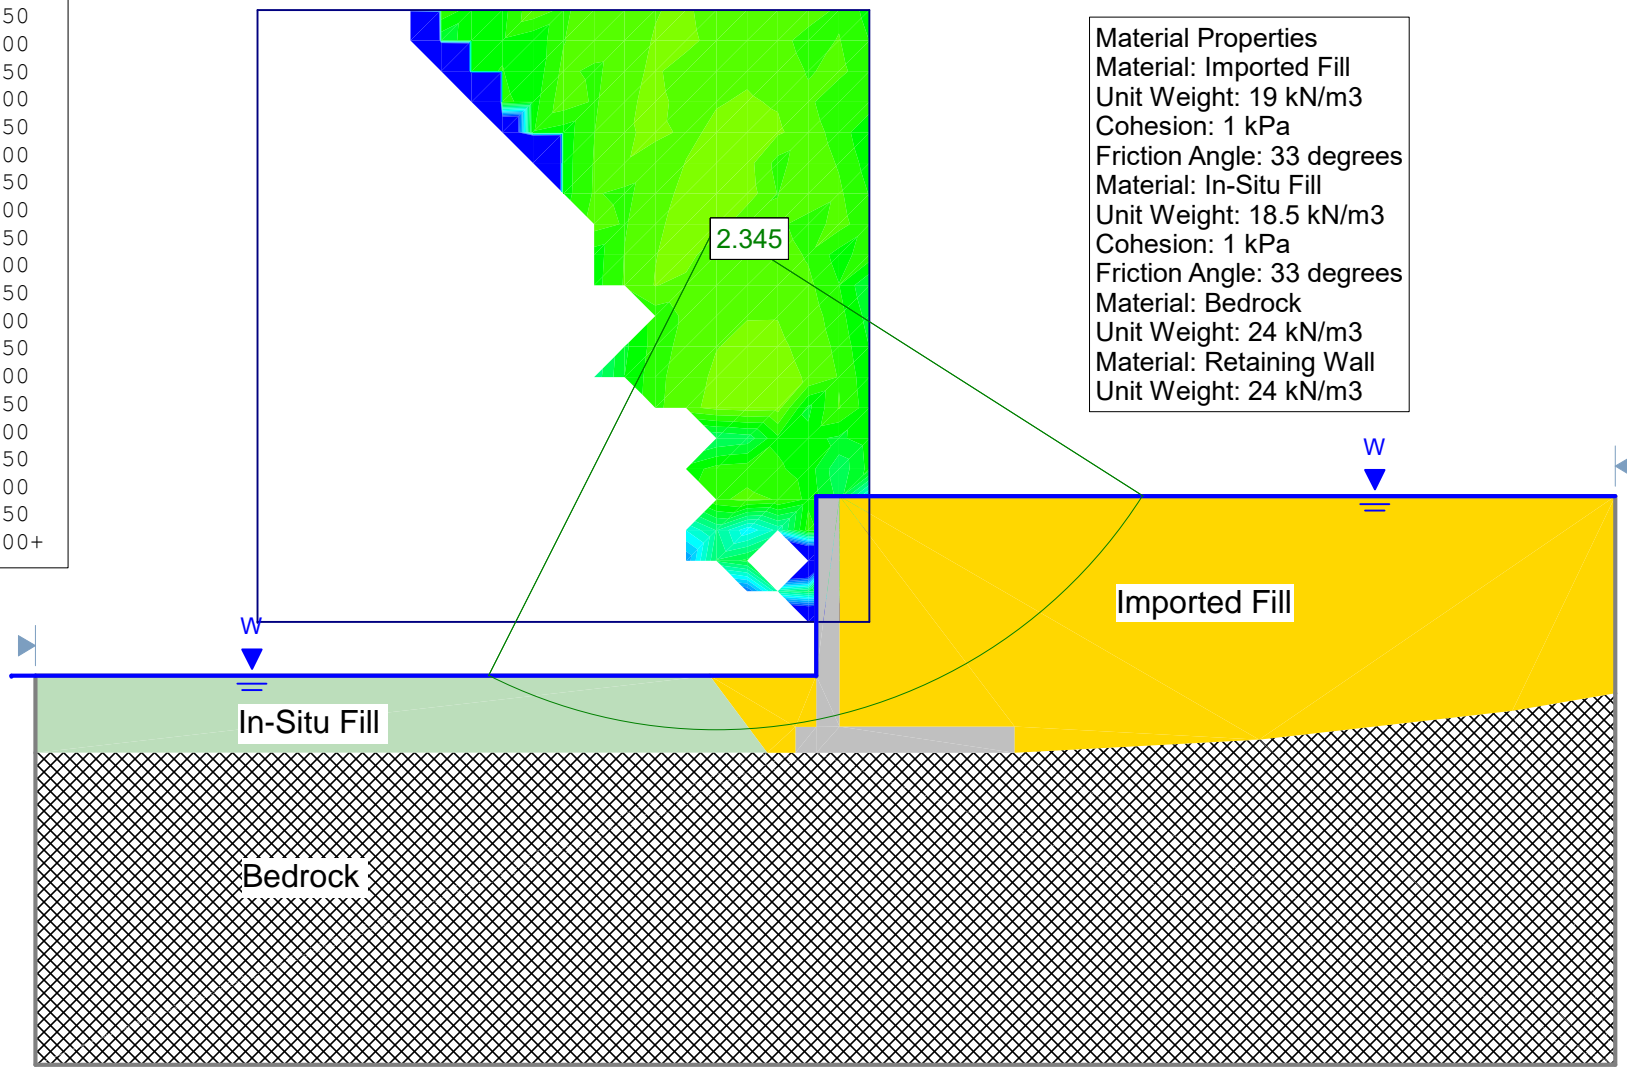 50
00
50
00
50
00
50
00
50
00
50
00
50
00
50
00
50
00
50
00+
Material Properties
Material: Imported Fill
Unit Weight: 19 kN/m3
Cohesion: 1 kPa
Friction Angle: 33 degrees
Material: In-Situ Fill
Unit Weight: 18.5 kN/m3
Cohesion: 1 kPa
Friction Angle: 33 degrees
Material: Bedrock
Unit Weight: 24 kN/m3
Material: Retaining Wall
Unit Weight: 24 kN/m3
2.345
W
Imported Fill
W
In-Situ Fill
Bedrock